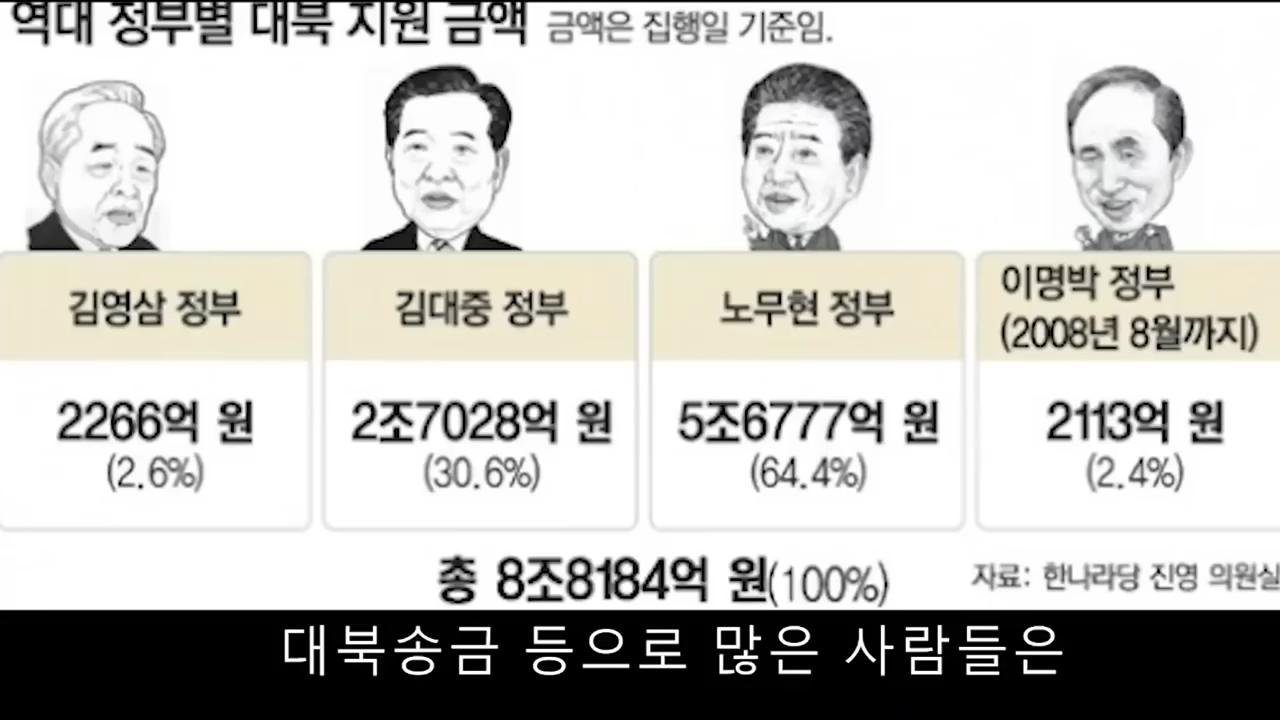 역대 정부별 대북 지원 금액 금액은 집행일 기준임.
김영삼 정부
2266억 원
(2.6%)
김대중 정부
2조7028억 원
(30.6%)
노무현 정부
5조6777억 원
(64.4%)
이명박 정부
(2008년 8월까지)
2113억 원
(2.4%)
총 8조8184억 원(100%)
자료: 한나라당 진영 의원실
대북송금 등으로 많은 사람들은